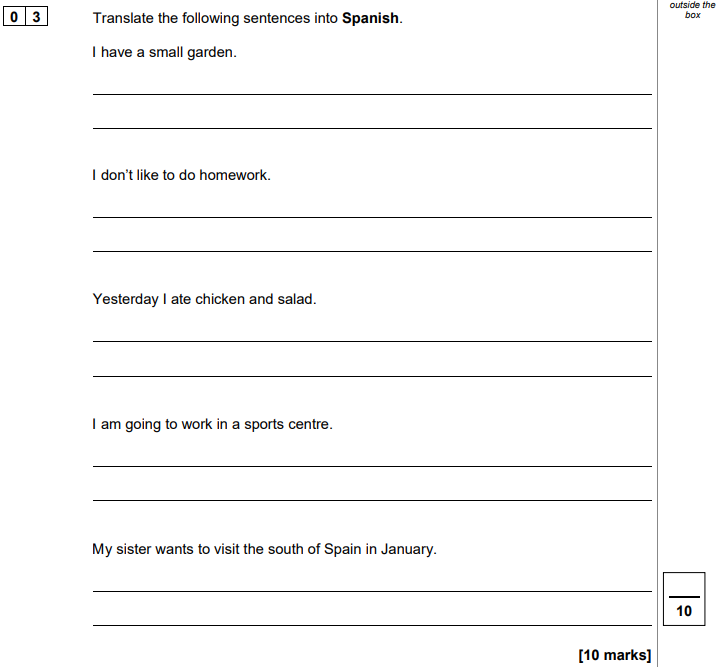 outside the
box
0 3 Translate the following sentences into Spanish.
I have a small garden.
I don’t like to do homework.
Yesterday I ate chicken and salad.
I am going to work in a sports centre.
My sister wants to visit the south of Spain in January.
10
[10 marks]